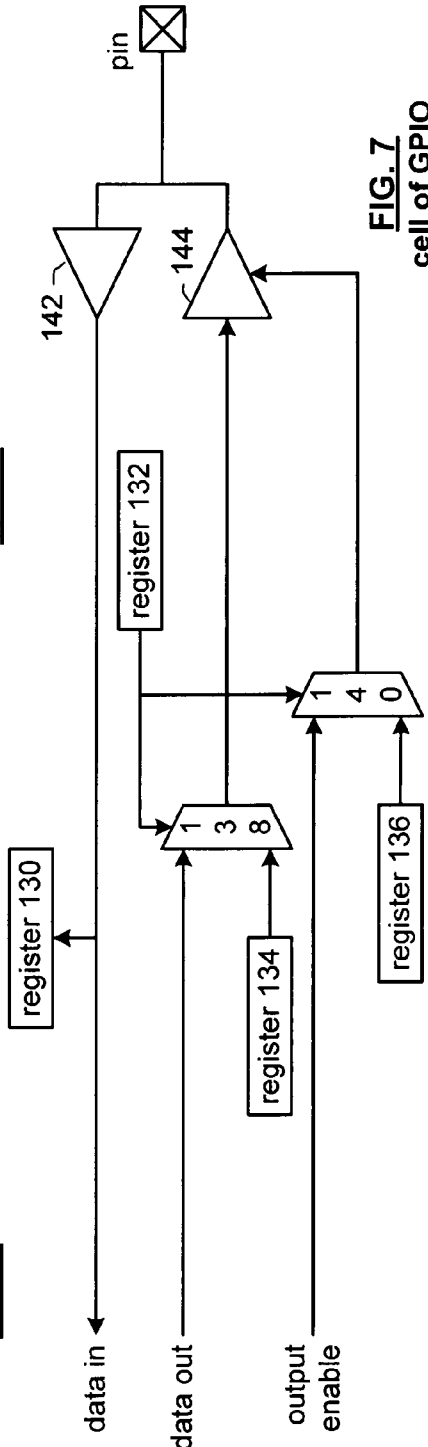 pin
142
144
register 132
register 130
1
3
8
1
4
0
register 134
register 136
data in
data out
output
enable
FIG. 7
cell of GPIO